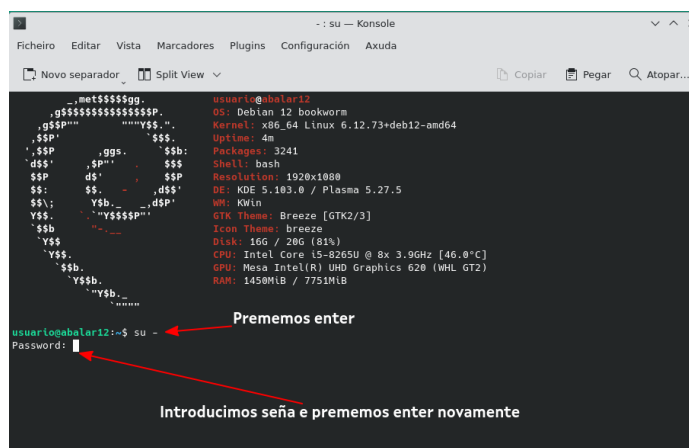 - : su — Konsole
Ficheiro Editar Vista Marcadores Plugins Configuración Axuda
Novo separador Split View Copiar Pegar Atopar...
_,met$$$$$gg.
,g$$$$$$$$$$$$$$$P.
,g$$P"" """Y$$.".
,$$P' `$$$.
',$$P ,ggs. `$$b:
`d$$' ,$P"' . $$$
$$P d$' , $$P
$$: $$. - ,d$$'
$$\; Y$b._ _,d$P'
Y$$. `.`"Y$$$$P"'
`$$b "-.__
`Y$$
`Y$$.
`$$b.
`Y$$b.
`"Y$b._
`""""
usuario@abalar12
OS: Debian 12 bookworm
Kernel: x86_64 Linux 6.12.73+deb12-amd64
Uptime: 4m
Packages: 3241
Shell: bash
Resolution: 1920x1080
DE: KDE 5.103.0 / Plasma 5.27.5
WM: KWin
GTK Theme: Breeze [GTK2/3]
Icon Theme: breeze
Disk: 16G / 20G (81%)
CPU: Intel Core i5-8265U @ 8x 3.9GHz [46.0°C]
GPU: Mesa Intel(R) UHD Graphics 620 (WHL GT2)
RAM: 1450MiB / 7751MiB
Prememos enter
usuario@abalar12:~$ su -
Password:
Introducimos seña e prememos enter novamente